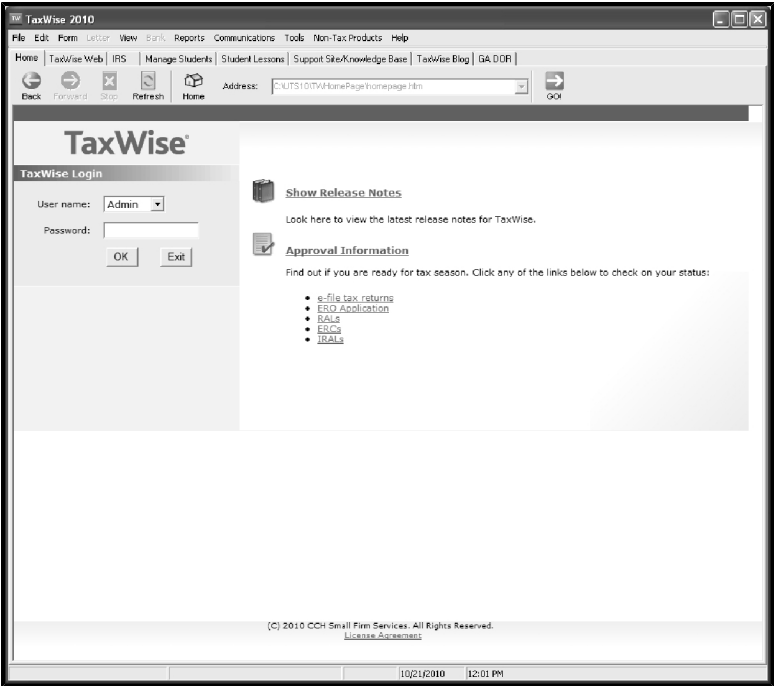 TW TaxWise 2010
File Edit Form Letter View Bank Reports Communications Tools Non-Tax Products Help
Home TaxWise Web IRS Manage Students Student Lessons Support Site/Knowledge Base TaxWise Blog GA DOR
Back Forward Stop Refresh Home Address: C:\UTS10\TW\HomePage\homepage.htm GO!
TaxWise®
TaxWise Login
User name: Admin
Password:
OK Exit
Show Release Notes
Look here to view the latest release notes for TaxWise.
Approval Information
Find out if you are ready for tax season. Click any of the links below to check on your status:
• e-file tax returns
• ERO Application
• RALs
• ERCs
• IRALs
(C) 2010 CCH Small Firm Services. All Rights Reserved.
License Agreement
10/21/2010 12:01 PM